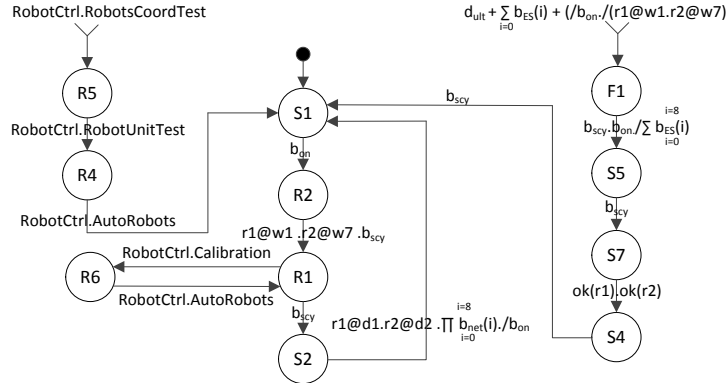 RobotCtrl.RobotsCoordTest
d_ult + ∑ b_ES(i) + (/b_on./(r1@w1.r2@w7)
i=0
R5
S1
F1
b_scy
RobotCtrl.RobotUnitTest
b_on
b_scy.b_on./∑ b_ES(i)
i=8
i=0
R4
R2
S5
b_scy
RobotCtrl.AutoRobots
r1@w1 .r2@w7 .b_scy
RobotCtrl.Calibration
R6
R1
S7
RobotCtrl.AutoRobots
ok(r1).ok(r2)
b_scy
i=8
r1@d1.r2@d2 .∏ b_net(i)./b_on
i=0
S2
S4